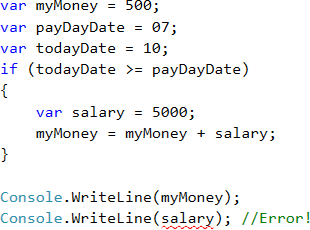 var myMoney = 500;
var payDayDate = 07;
var todayDate = 10;
if (todayDate >= payDayDate)
{
    var salary = 5000;
    myMoney = myMoney + salary;
}

Console.WriteLine(myMoney);
Console.WriteLine(salary); //Error!